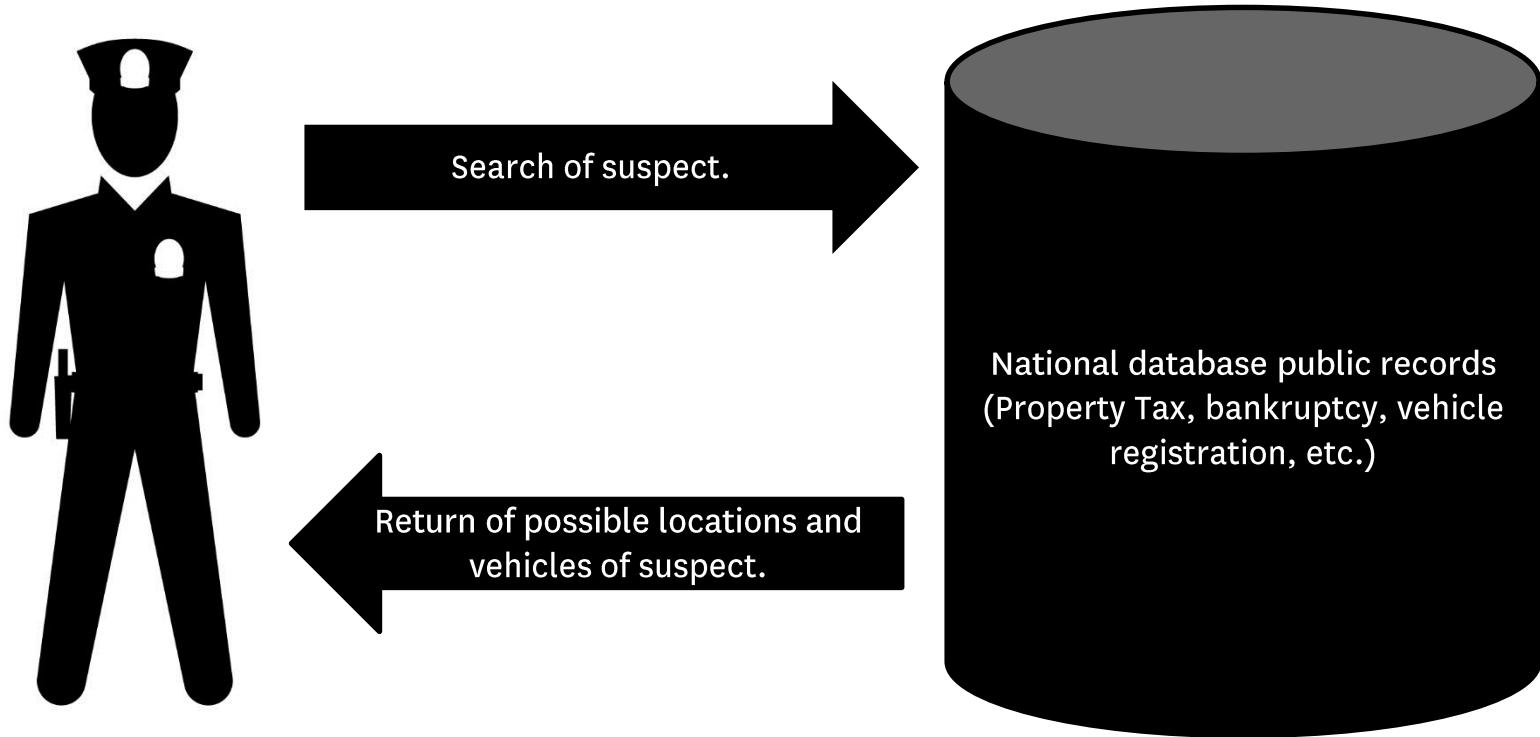 Search of suspect.
National database public records
(Property Tax, bankruptcy, vehicle
registration, etc.)
Return of possible locations and
vehicles of suspect.